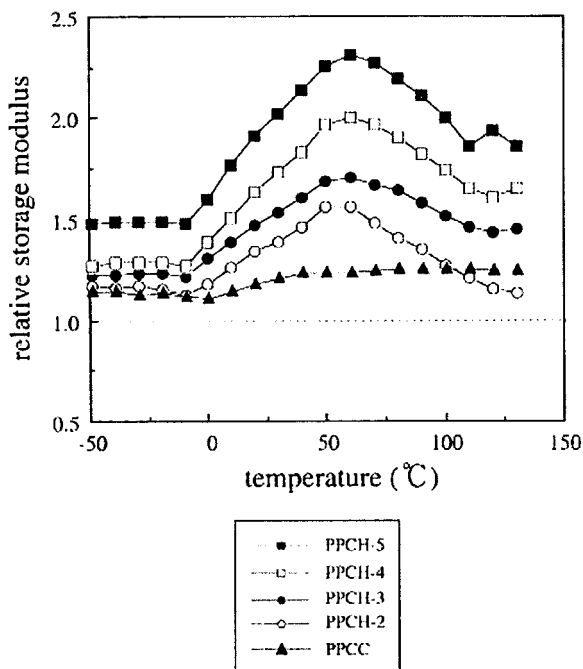 relative storage modulus
2.5
2.0
1.5
1.0
0.5
-50
0
50
100
150
temperature (℃)
PPCH-5
PPCH-4
PPCH-3
PPCH-2
PPCC